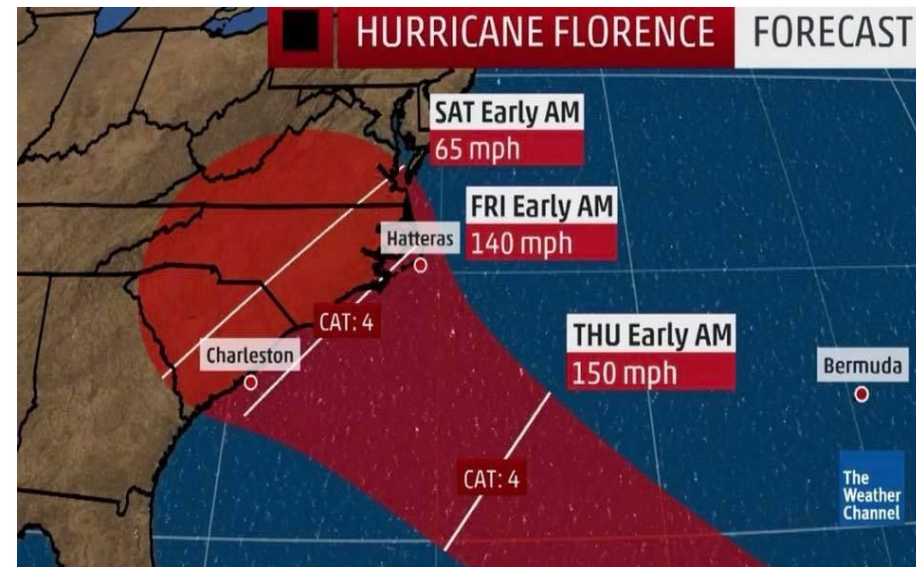 HURRICANE FLORENCE
FORECAST
SAT Early AM
65 mph
FRI Early AM
140 mph
Hatteras
CAT: 4
THU Early AM
150 mph
Charleston
Bermuda
CAT: 4
The
Weather
Channel